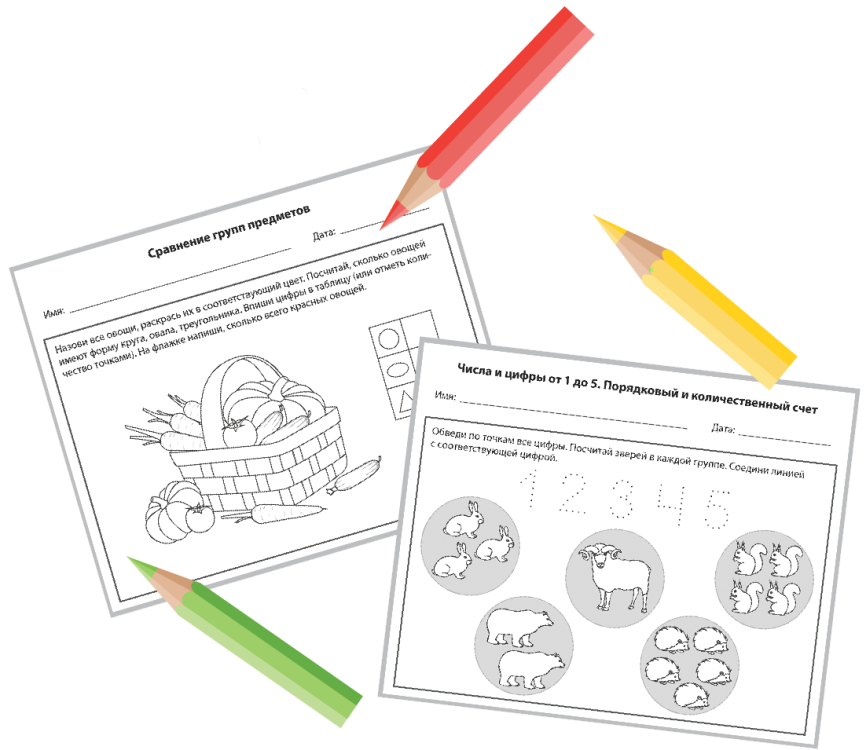 Сравнение групп предметов
Имя: Дата:
Назови все овощи, раскрась их в соответствующий цвет. Посчитай, сколько овощей
имеют форму круга, овала, треугольника. Впиши цифры в таблицу (или отметь коли-
чество точками). На флажке напиши, сколько всего красных овощей.
Числа и цифры от 1 до 5. Порядковый и количественный счет
Имя: Дата:
Обведи по точкам все цифры. Посчитай зверей в каждой группе. Соедини линией
с соответствующей цифрой.
1 2 3 4 5